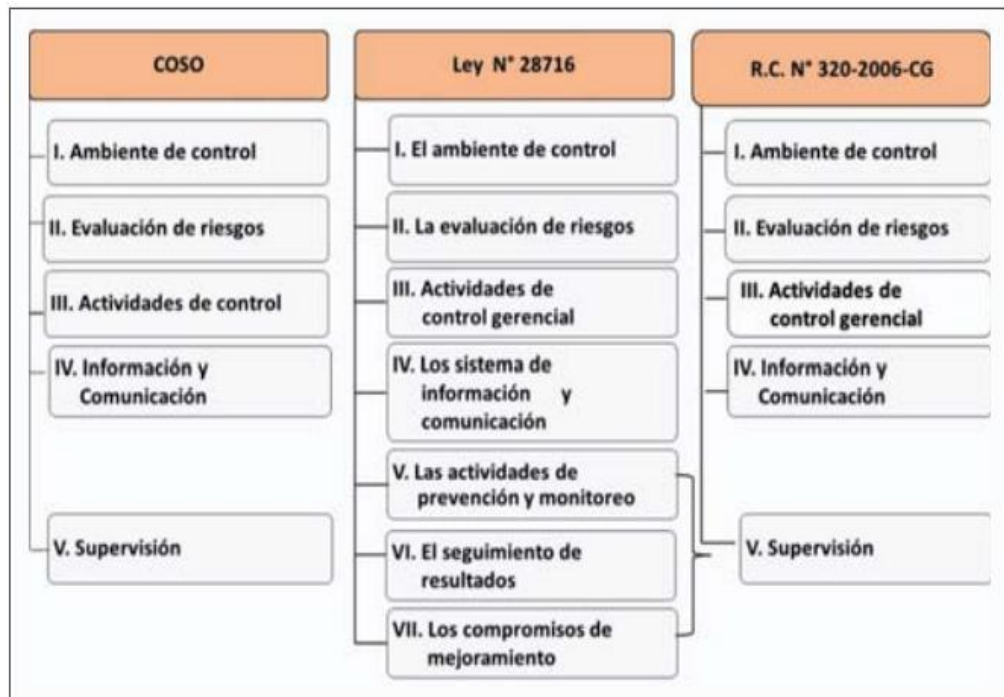 COSO
I. Ambiente de control
II. Evaluación de riesgos
III. Actividades de control
IV. Información y
Comunicación
V. Supervisión
Ley N° 28716
I. El ambiente de control
II. La evaluación de riesgos
III. Actividades de
control gerencial
IV. Los sistema de
información y
comunicación
V. Las actividades de
prevención y monitoreo
VI. El seguimiento de
resultados
VII. Los compromisos de
mejoramiento
R.C. N° 320-2006-CG
I. Ambiente de control
II. Evaluación de riesgos
III. Actividades de
control gerencial
IV. Información y
Comunicación
V. Supervisión